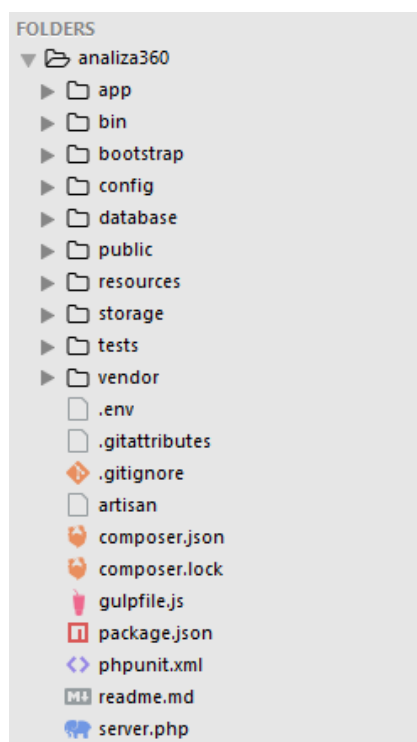 FOLDERS
analiza360
app
bin
bootstrap
config
database
public
resources
storage
tests
vendor
.env
.gitattributes
.gitignore
artisan
composer.json
composer.lock
gulpfile.js
package.json
phpunit.xml
readme.md
server.php